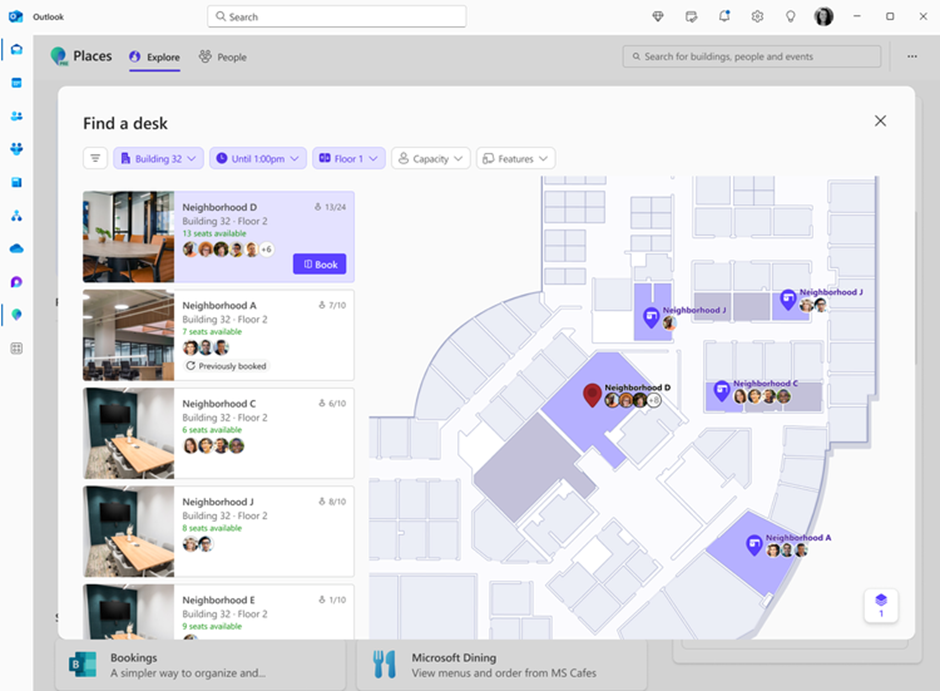 Outlook
Search
Places
PRE
Explore
People
Search for buildings, people and events
Find a desk
Building 32
Until 1:00pm
Floor 1
Capacity
Features
Neighborhood D
13/24
Building 32 · Floor 2
13 seats available
+6
Book
Neighborhood A
7/10
Building 32 · Floor 2
7 seats available
Previously booked
Neighborhood C
6/10
Building 32 · Floor 2
6 seats available
Neighborhood J
8/10
Building 32 · Floor 2
8 seats available
Neighborhood E
1/10
Building 32 · Floor 2
9 seats available
Neighborhood J
Neighborhood J
Neighborhood D
+8
Neighborhood C
Neighborhood A
1
Bookings
A simpler way to organize and...
Microsoft Dining
View menus and order from MS Cafes